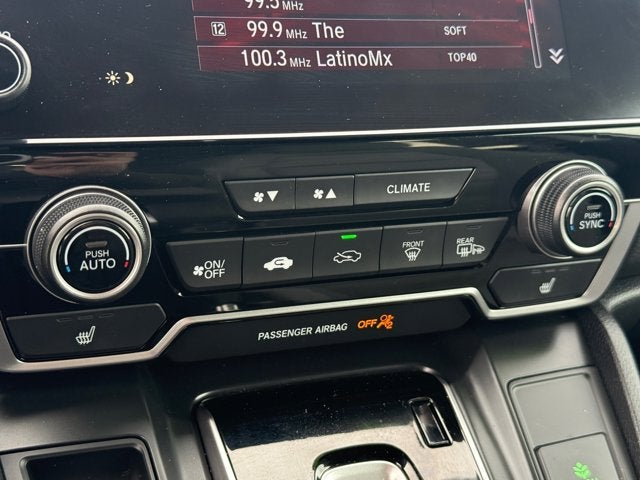 99.5 MHz
12 99.9 MHz The SOFT
100.3 MHz LatinoMx TOP40
CLIMATE
PUSH AUTO
PUSH SYNC
ON/OFF
FRONT
REAR
PASSENGER AIRBAG OFF 2